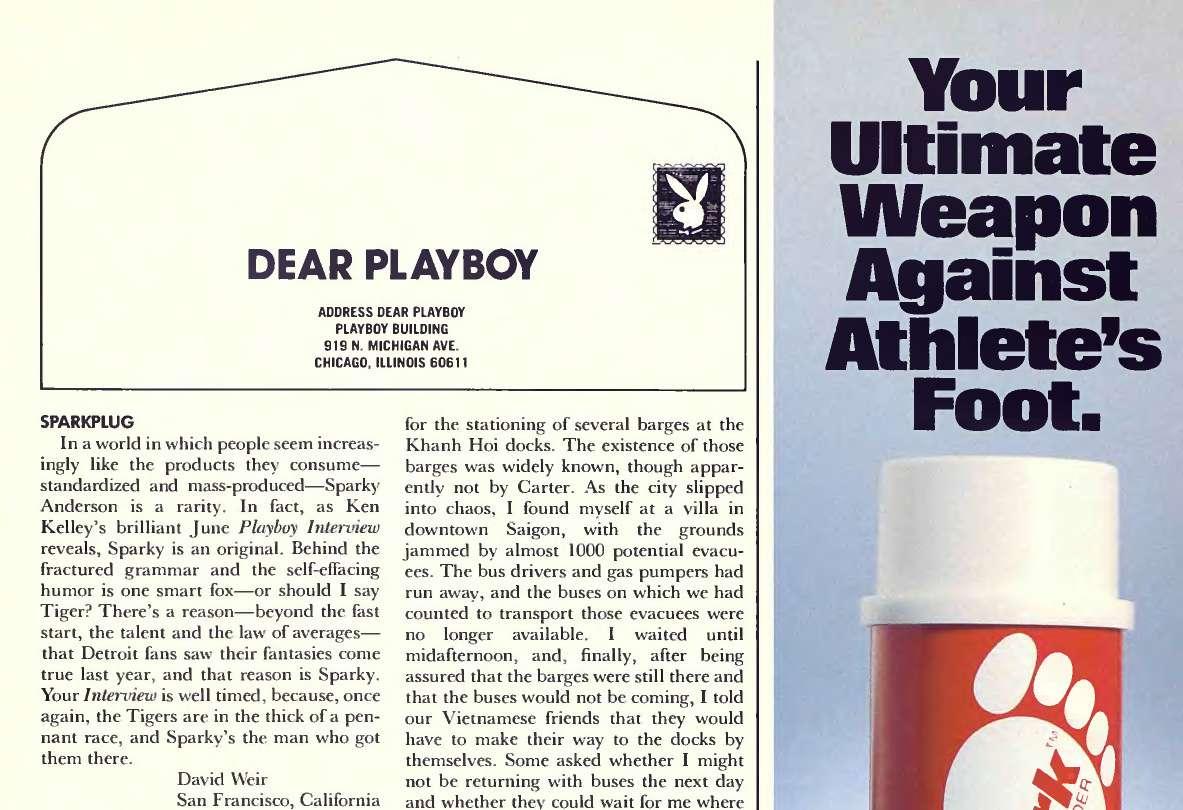 DEAR PLAYBOY
ADDRESS DEAR PLAYBOY
PLAYBOY BUILDING
919 N. MICHIGAN AVE.
CHICAGO, ILLINOIS 60611
SPARKPLUG
In a world in which people seem increas-
ingly like the products they consume—
standardized and mass-produced—Sparky
Anderson is a rarity. In fact, as Ken
Kelley's brilliant June Playboy Interview
reveals, Sparky is an original. Behind the
fractured grammar and the self-effacing
humor is one smart fox—or should I say
Tiger? There's a reason—beyond the fast
start, the talent and the law of averages—
that Detroit fans saw their fantasies come
true last year, and that reason is Sparky.
Your Interview is well timed, because, once
again, the Tigers are in the thick of a pen-
nant race, and Sparky's the man who got
them there.
David Weir
San Francisco, California
for the stationing of several barges at the
Khanh Hoi docks. The existence of those
barges was widely known, though appar-
ently not by Carter. As the city slipped
into chaos, I found myself at a villa in
downtown Saigon, with the grounds
jammed by almost 1000 potential evacu-
ees. The bus drivers and gas pumpers had
run away, and the buses on which we had
counted to transport those evacuees were
no longer available. I waited until
midafternoon, and, finally, after being
assured that the barges were still there and
that the buses would not be coming, I told
our Vietnamese friends that they would
have to make their way to the docks by
themselves. Some asked whether I might
not be returning with buses the next day
and whether they could wait for me where
Your
Ultimate
Weapon
Against
Athlete's
Foot.
TM